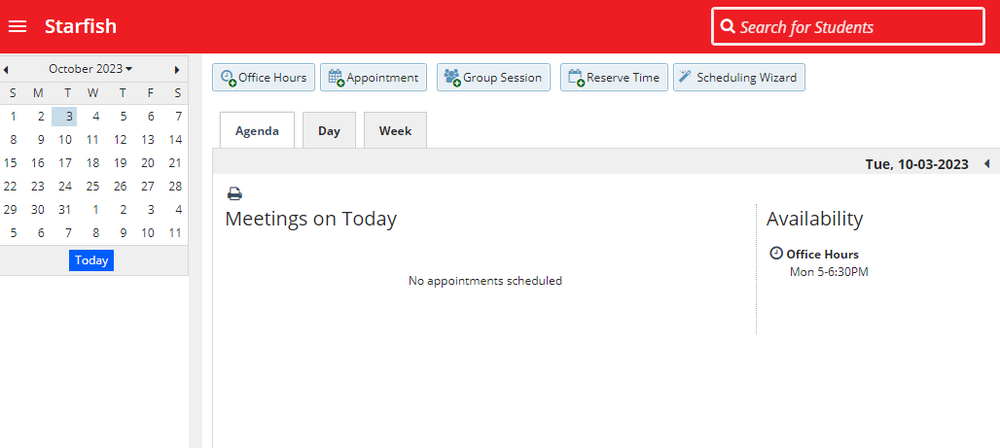 Starfish
Search for Students
October 2023
S M T W T F S
1 2 3 4 5 6 7
8 9 10 11 12 13 14
15 16 17 18 19 20 21
22 23 24 25 26 27 28
29 30 31 1 2 3 4
5 6 7 8 9 10 11
Today
Office Hours Appointment Group Session Reserve Time Scheduling Wizard
Agenda Day Week
Tue, 10-03-2023
Meetings on Today
No appointments scheduled
Availability
Office Hours
Mon 5-6:30PM